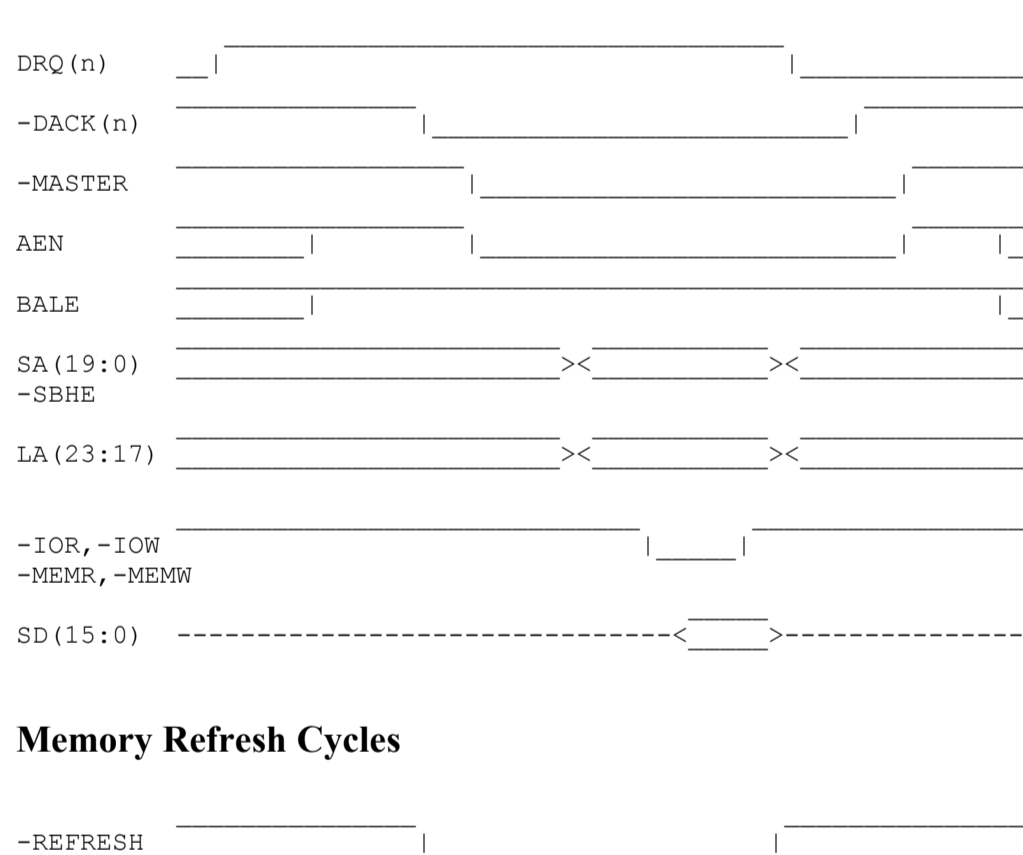 DRQ(n)
-DACK(n)
-MASTER
AEN
BALE
SA(19:0)
-SBHE
LA(23:17)
-IOR,-IOW
-MEMR,-MEMW
SD(15:0)
Memory Refresh Cycles
-REFRESH